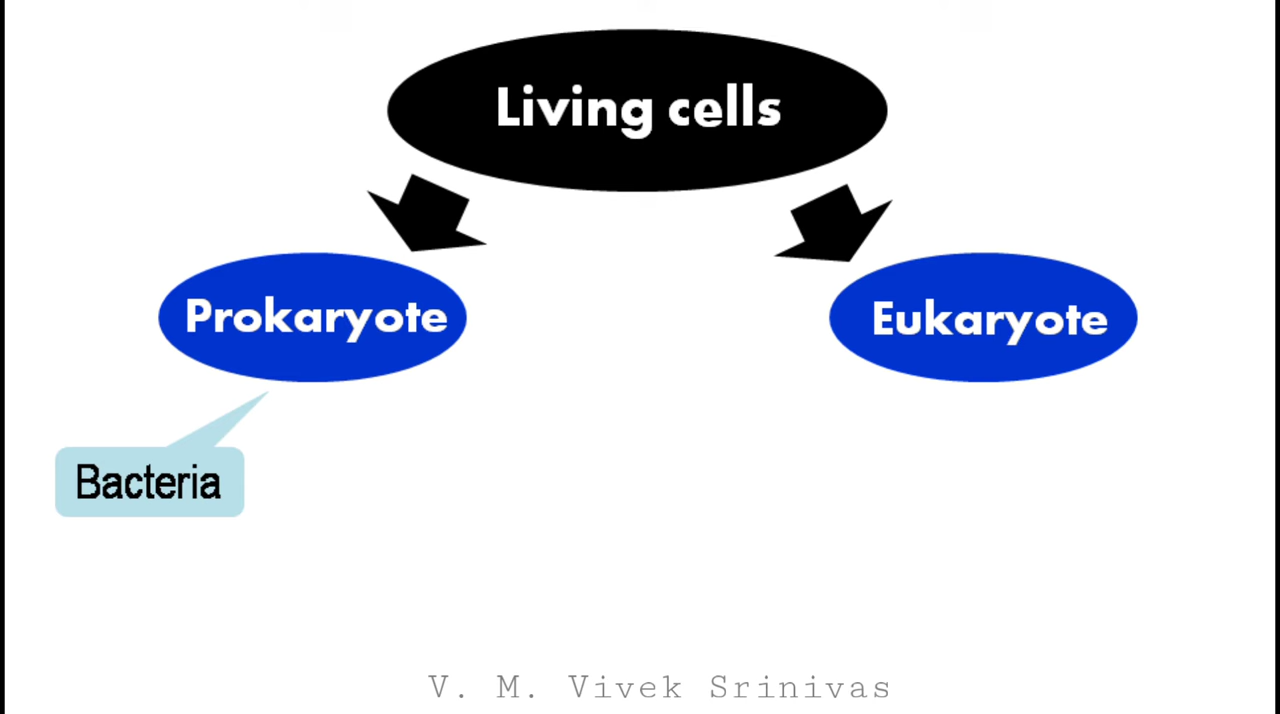 Living cells
Prokaryote
Eukaryote
Bacteria
V. M. Vivek Srinivas